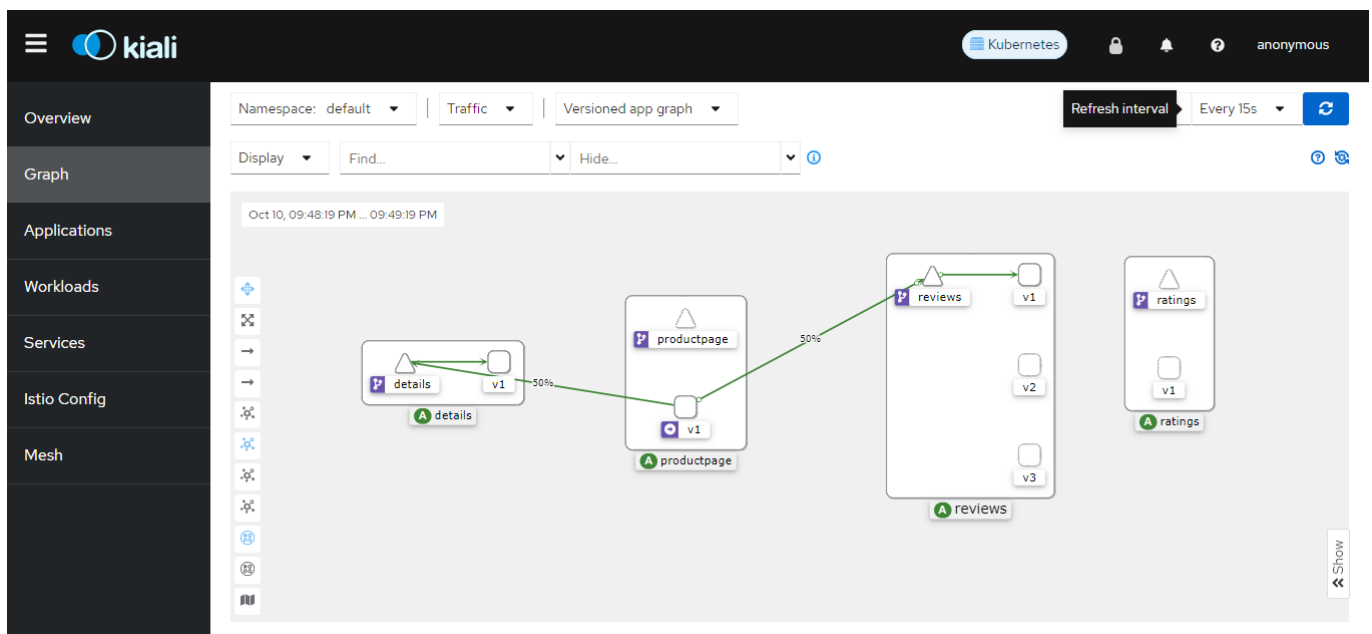 kiali
Kubernetes
anonymous
Overview
Graph
Applications
Workloads
Services
Istio Config
Mesh
Namespace: default
Traffic
Versioned app graph
Refresh interval
Every 15s
Display
Find...
Hide...
Oct 10, 09:48:19 PM ... 09:49:19 PM
details
v1
A details
50%
productpage
v1
A productpage
50%
reviews
v1
v2
v3
A reviews
ratings
v1
A ratings
Show